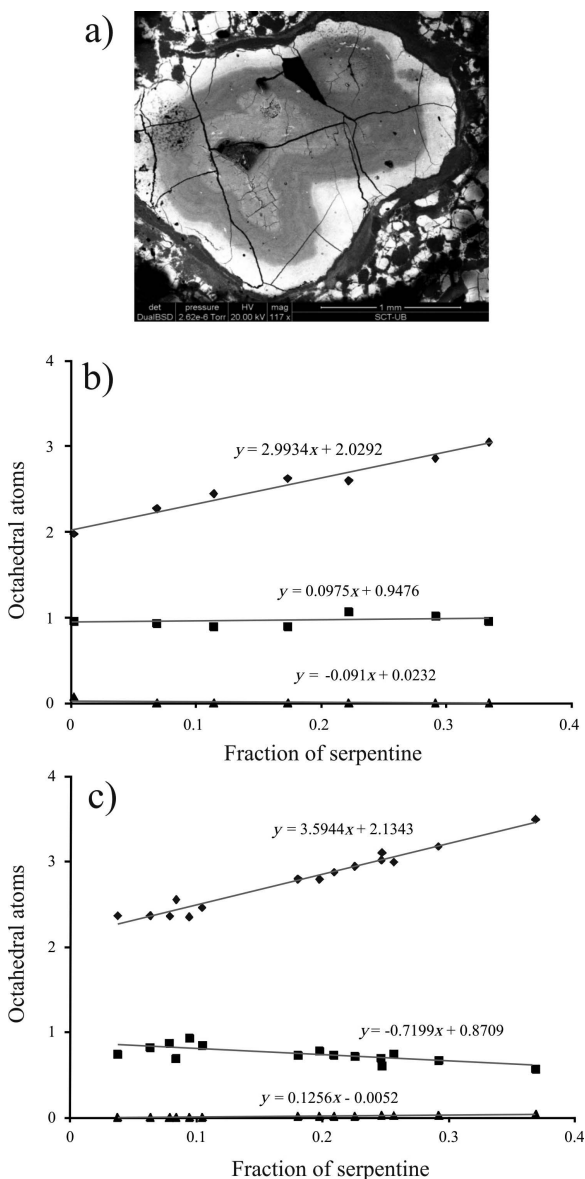 a)
det pressure HV mag 1 mm
DualBSD 2.62e-6 Torr 20.00 kV 117 x SCT-UB
b)
4
3
2
1
0
0 0.1 0.2 0.3 0.4
Octahedral atoms
y = 2.9934x + 2.0292
y = 0.0975x + 0.9476
y = -0.091x + 0.0232
Fraction of serpentine
c)
4
3
2
1
0
0 0.1 0.2 0.3 0.4
Octahedral atoms
y = 3.5944x + 2.1343
y = -0.7199x + 0.8709
y = 0.1256x - 0.0052
Fraction of serpentine